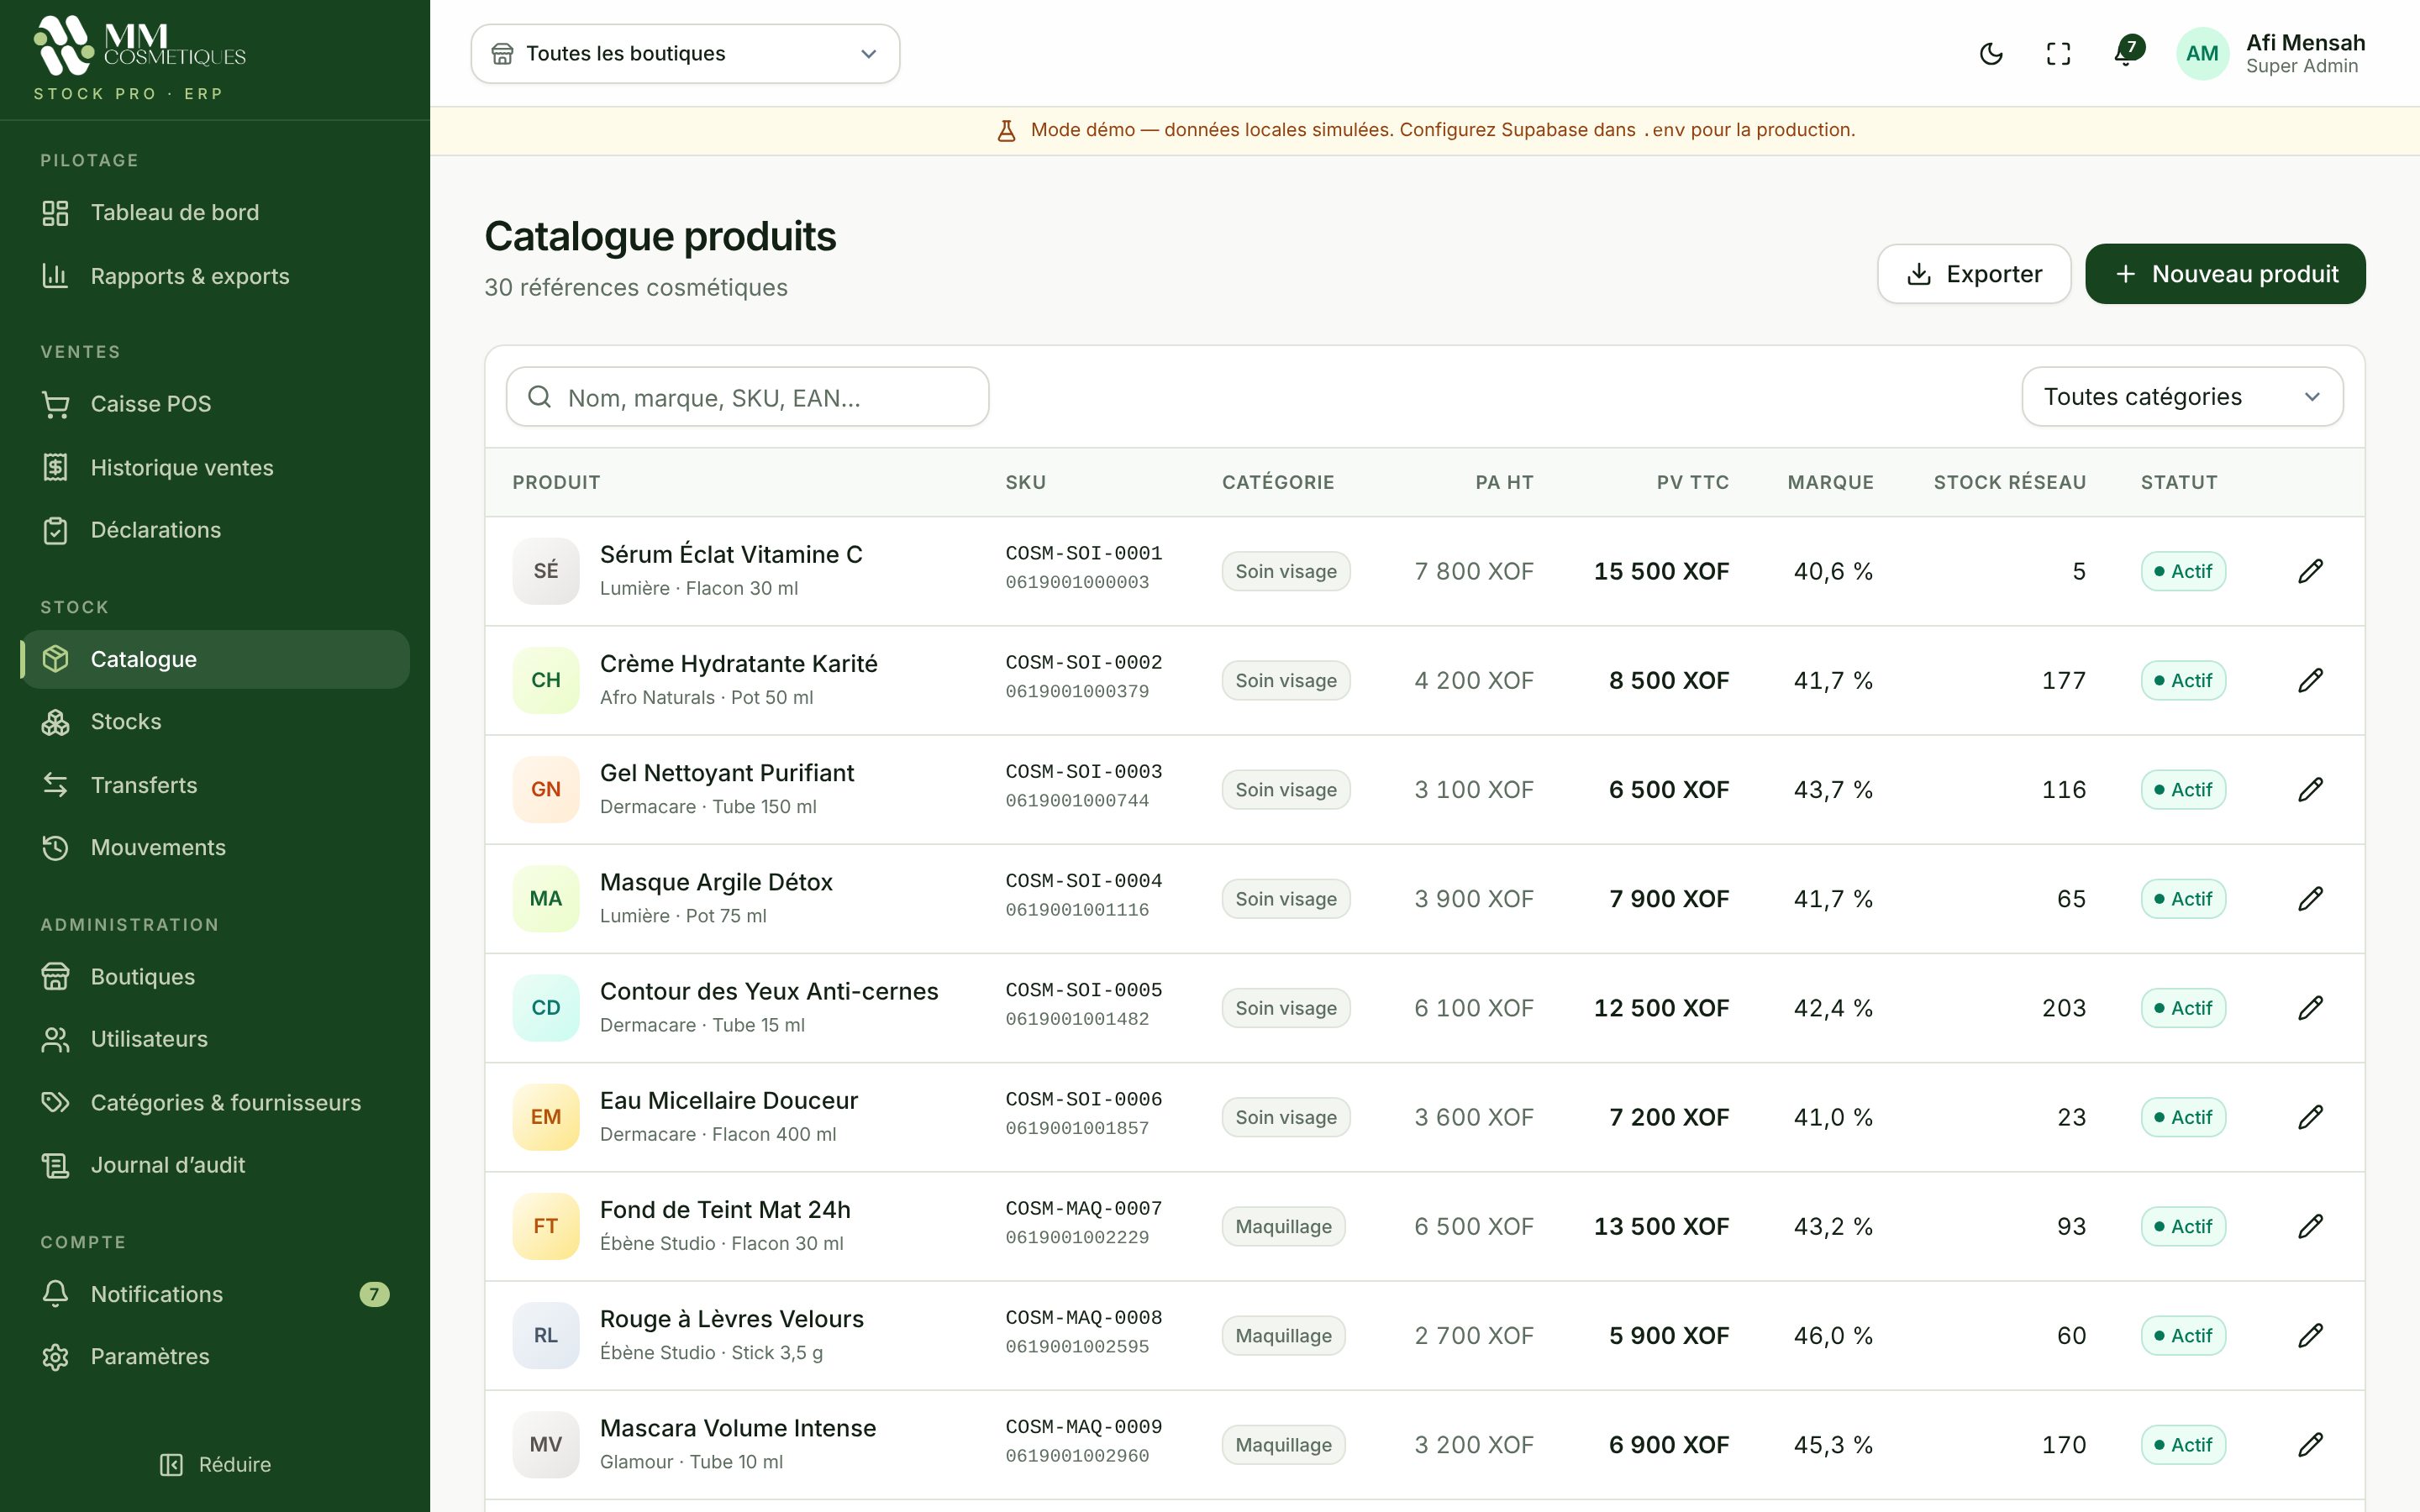 MM
COSMETIQUES
STOCK PRO · ERP
PILOTAGE
Tableau de bord
Rapports & exports
VENTES
Caisse POS
Historique ventes
Déclarations
STOCK
Catalogue
Stocks
Transferts
Mouvements
ADMINISTRATION
Boutiques
Utilisateurs
Catégories & fournisseurs
Journal d’audit
COMPTE
Notifications 7
Paramètres
Réduire
Toutes les boutiques
7
AM
Afi Mensah
Super Admin
Mode démo — données locales simulées. Configurez Supabase dans .env pour la production.
Catalogue produits
30 références cosmétiques
Exporter
Nouveau produit
Nom, marque, SKU, EAN...
Toutes catégories
PRODUIT SKU CATÉGORIE PA HT PV TTC MARQUE STOCK RÉSEAU STATUT
SÉ Sérum Éclat Vitamine C COSM-SOI-0001 Soin visage 7 800 XOF 15 500 XOF 40,6 % 5 Actif
Lumière · Flacon 30 ml 0619001000003
CH Crème Hydratante Karité COSM-SOI-0002 Soin visage 4 200 XOF 8 500 XOF 41,7 % 177 Actif
Afro Naturals · Pot 50 ml 0619001000379
GN Gel Nettoyant Purifiant COSM-SOI-0003 Soin visage 3 100 XOF 6 500 XOF 43,7 % 116 Actif
Dermacare · Tube 150 ml 0619001000744
MA Masque Argile Détox COSM-SOI-0004 Soin visage 3 900 XOF 7 900 XOF 41,7 % 65 Actif
Lumière · Pot 75 ml 0619001001116
CD Contour des Yeux Anti-cernes COSM-SOI-0005 Soin visage 6 100 XOF 12 500 XOF 42,4 % 203 Actif
Dermacare · Tube 15 ml 0619001001482
EM Eau Micellaire Douceur COSM-SOI-0006 Soin visage 3 600 XOF 7 200 XOF 41,0 % 23 Actif
Dermacare · Flacon 400 ml 0619001001857
FT Fond de Teint Mat 24h COSM-MAQ-0007 Maquillage 6 500 XOF 13 500 XOF 43,2 % 93 Actif
Ébène Studio · Flacon 30 ml 0619001002229
RL Rouge à Lèvres Velours COSM-MAQ-0008 Maquillage 2 700 XOF 5 900 XOF 46,0 % 60 Actif
Ébène Studio · Stick 3,5 g 0619001002595
MV Mascara Volume Intense COSM-MAQ-0009 Maquillage 3 200 XOF 6 900 XOF 45,3 % 170 Actif
Glamour · Tube 10 ml 0619001002960